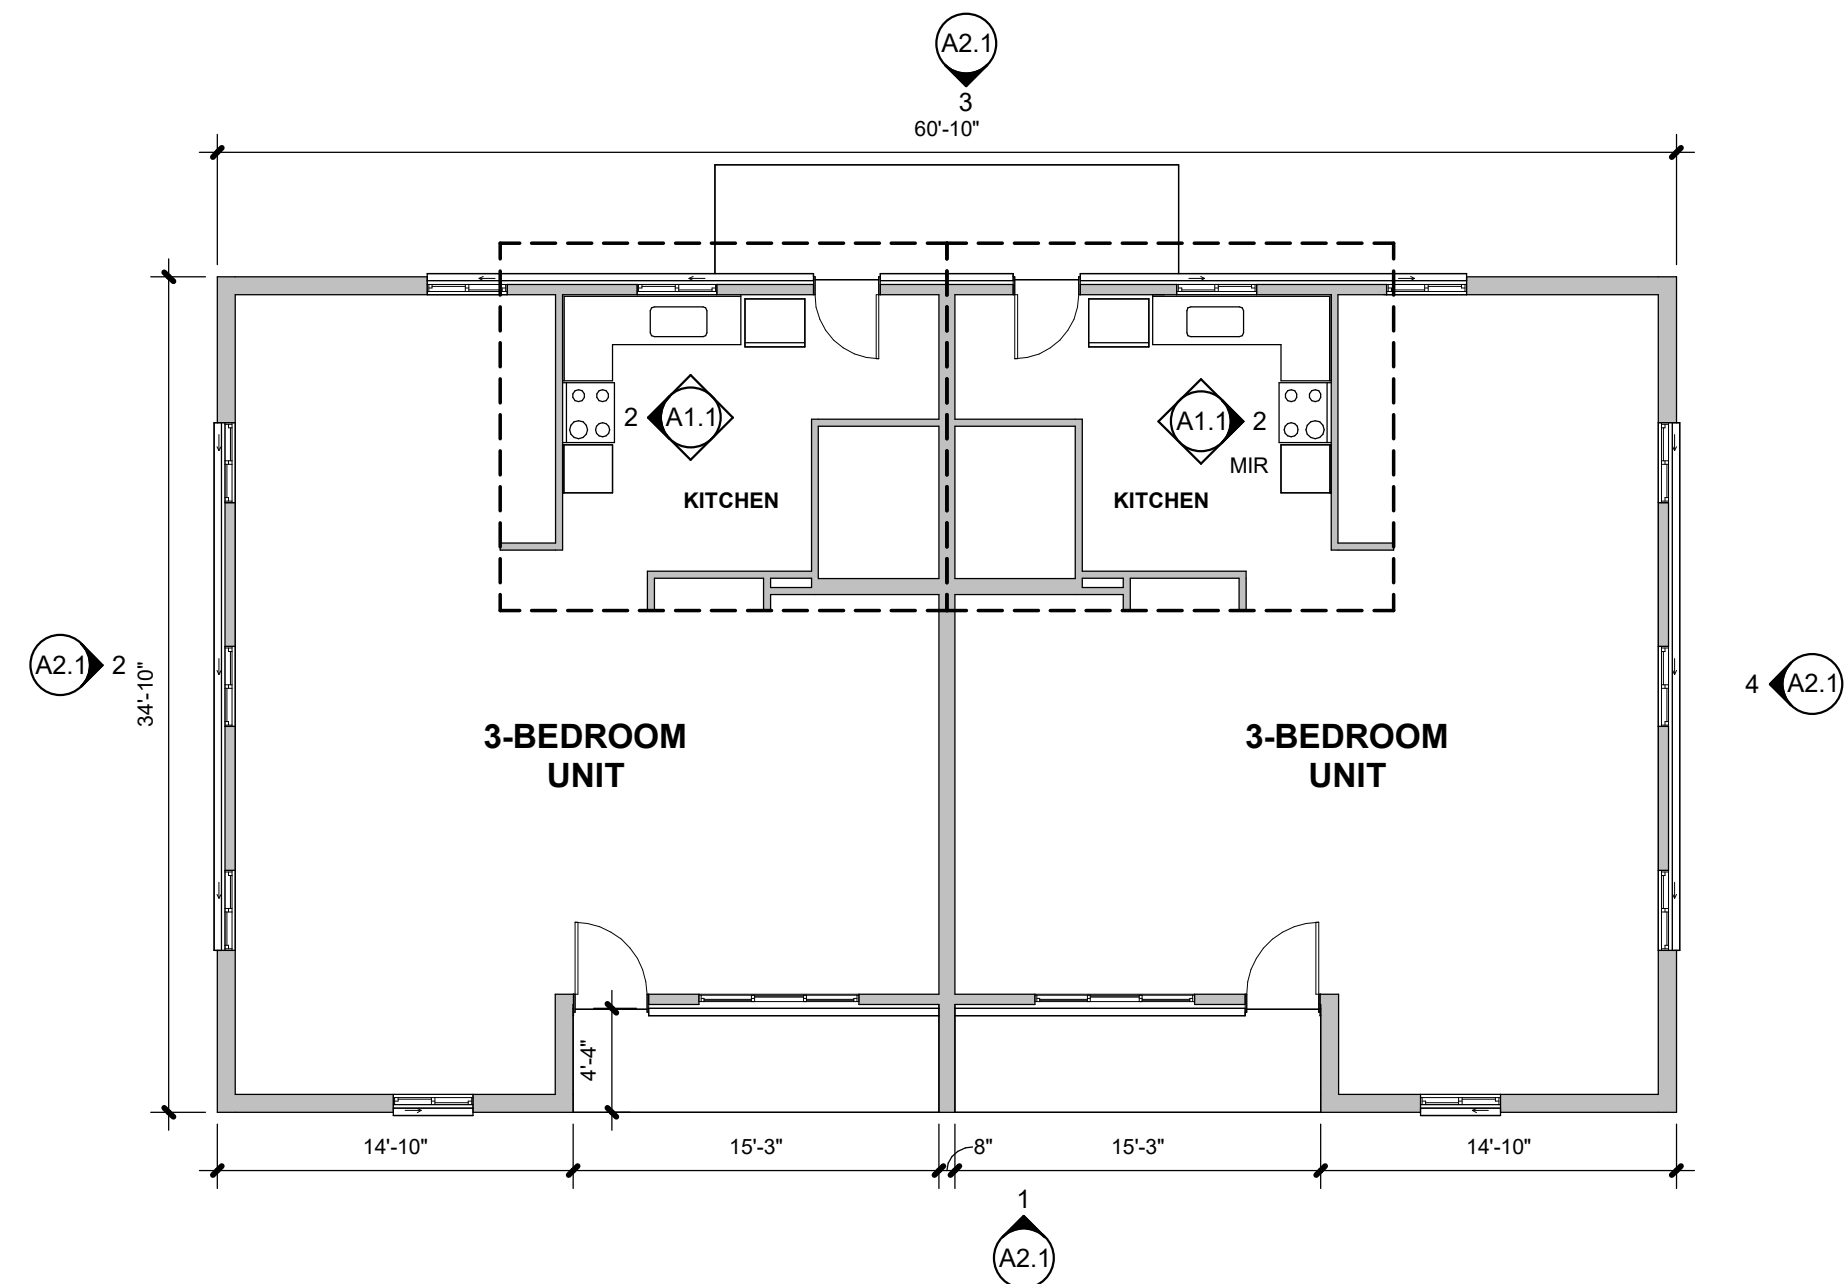 A2.1
3
60'-10"
2 A1.1
A1.1 2
MIR
KITCHEN
KITCHEN
A2.1 2
34'-10"
4 A2.1
3-BEDROOM
UNIT
3-BEDROOM
UNIT
4'-4"
14'-10"
15'-3"
8"
15'-3"
14'-10"
1
A2.1